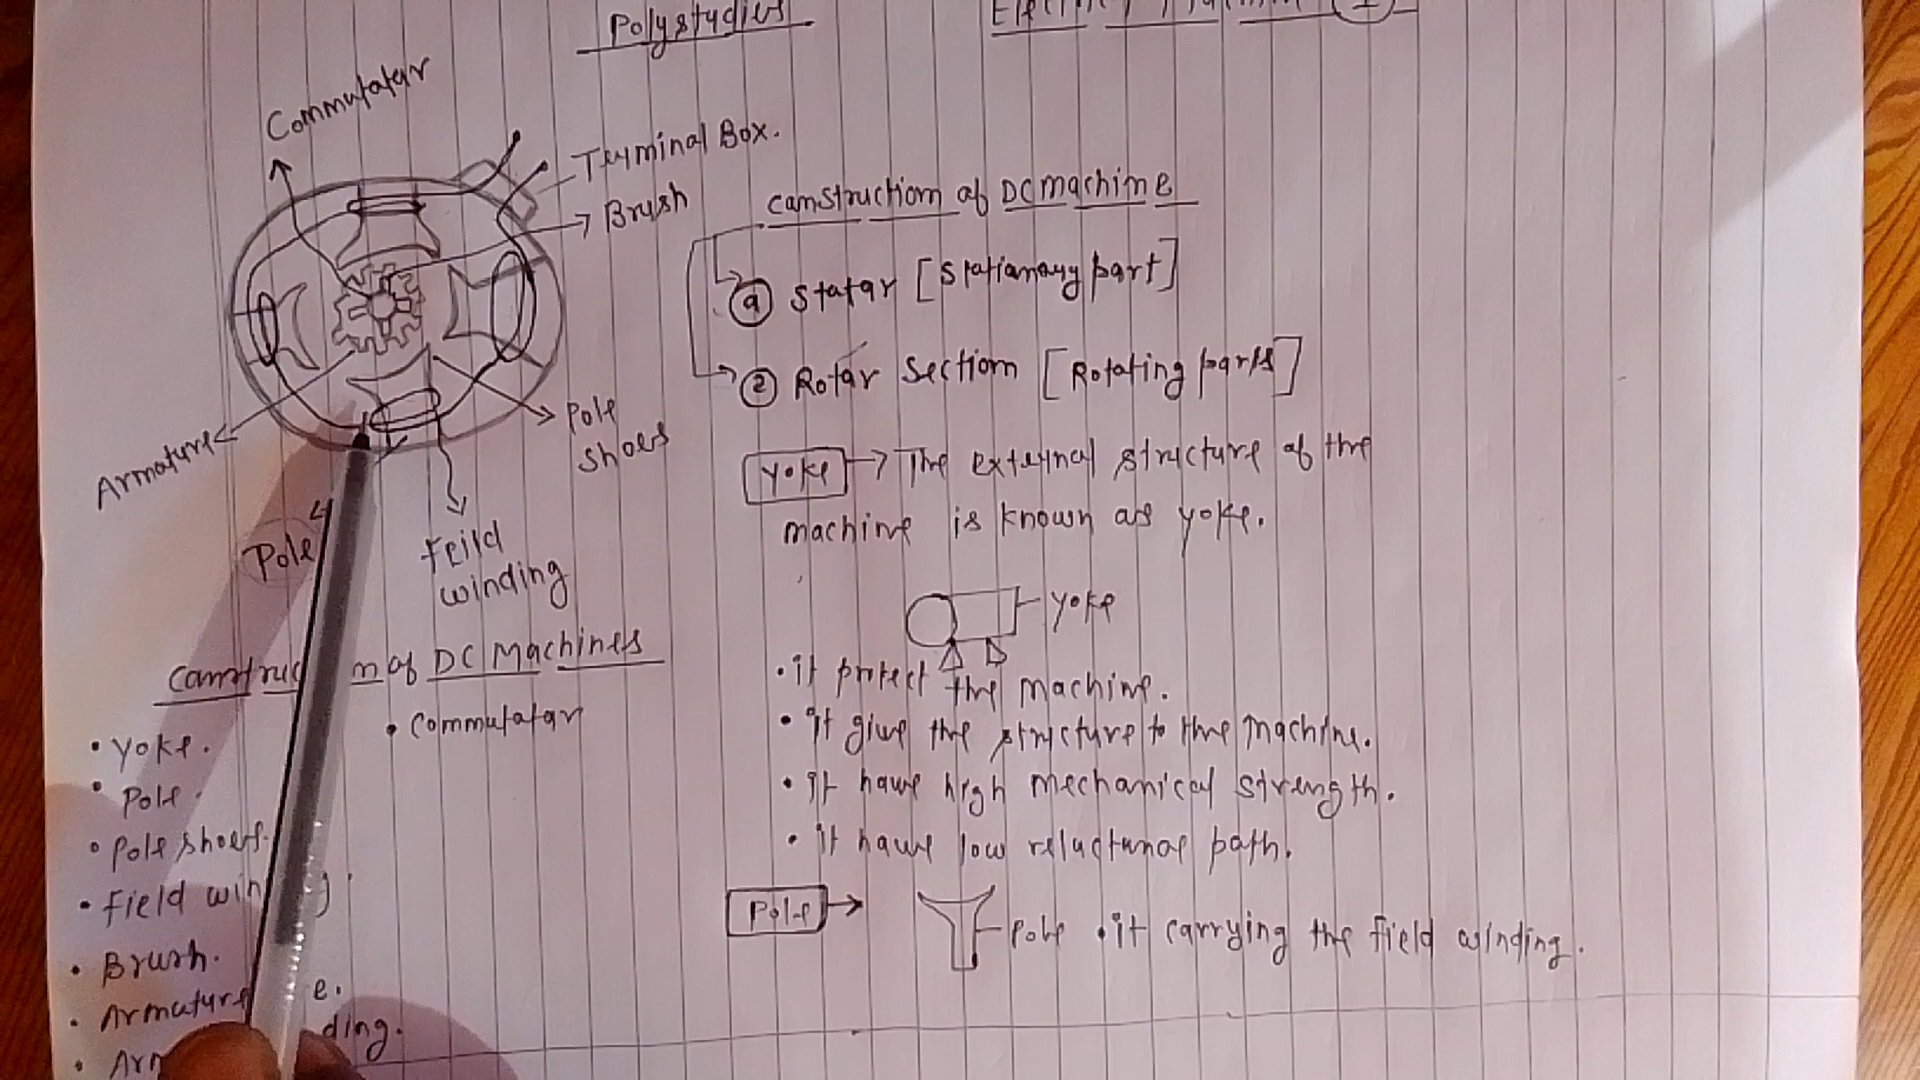 Polystudies
Commutator
Terminal Box.
Brush
Armature
Pole shoes
Pole
Feild winding
Construction of DC machine
a Stator [Stationary part]
2 Rotor Section [Rotating parts]
Yoke → The external structure of the
machine is known as yoke.
Yoke
• it protect the machine.
• it give the structure to the machine.
• it have high mechanical strength.
• it have low reluctance path.
Pole → Pole • it carrying the field winding.
of DC Machines
• Yoke.
• Commutator
• Pole.
• Pole shoes.
• Field
• Brush.
• Armature